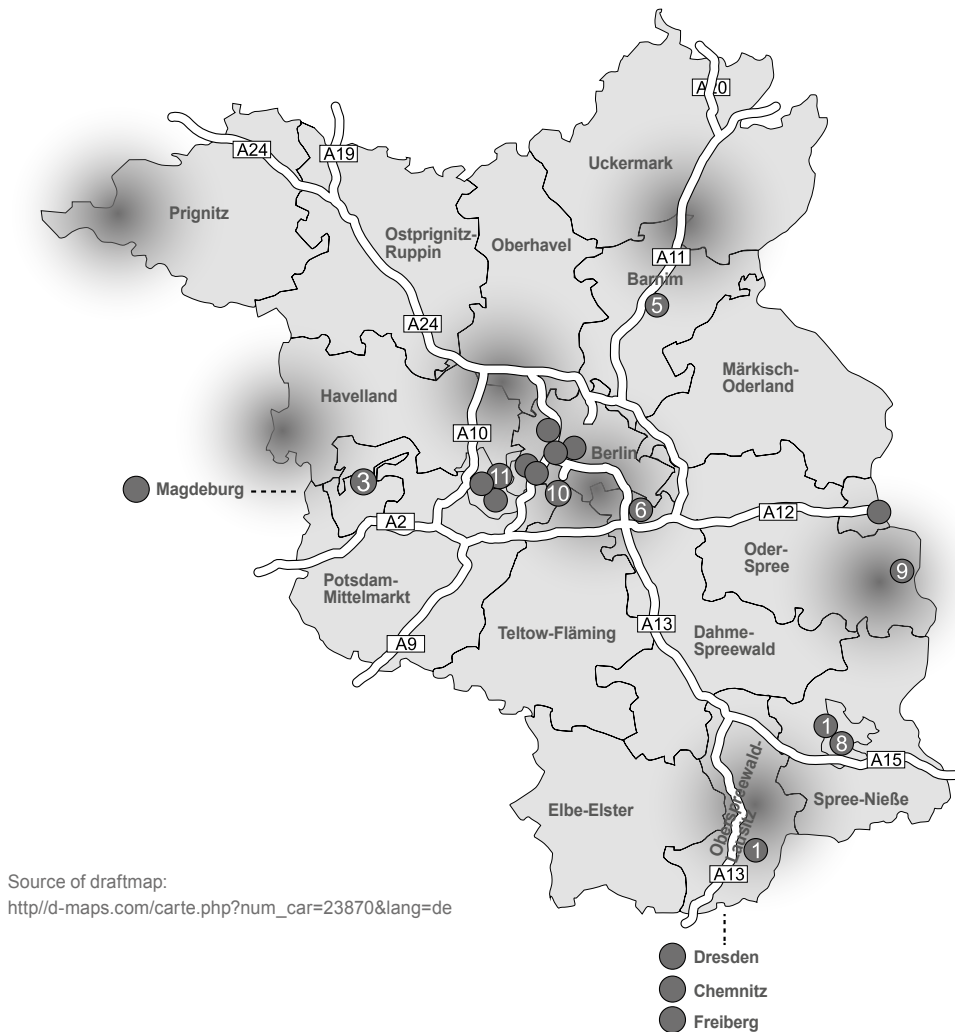 A20
Uckermark
A24
A19
Prignitz
Ostprignitz-
Ruppin
Oberhavel
A11
Barnim
5
A24
Märkisch-
Oderland
Havelland
A10
Berlin
11
3
10
Magdeburg
6
A2
A12
Oder-
Spree
9
Potsdam-
Mittelmarkt
Teltow-Fläming
A13
Dahme-
Spreewald
A9
1
8
A15
Elbe-Elster
Oberspreewald-
Lausitz
Spree-Nieße
1
A13
Source of draftmap:
http//d-maps.com/carte.php?num_car=23870&lang=de
Dresden
Chemnitz
Freiberg